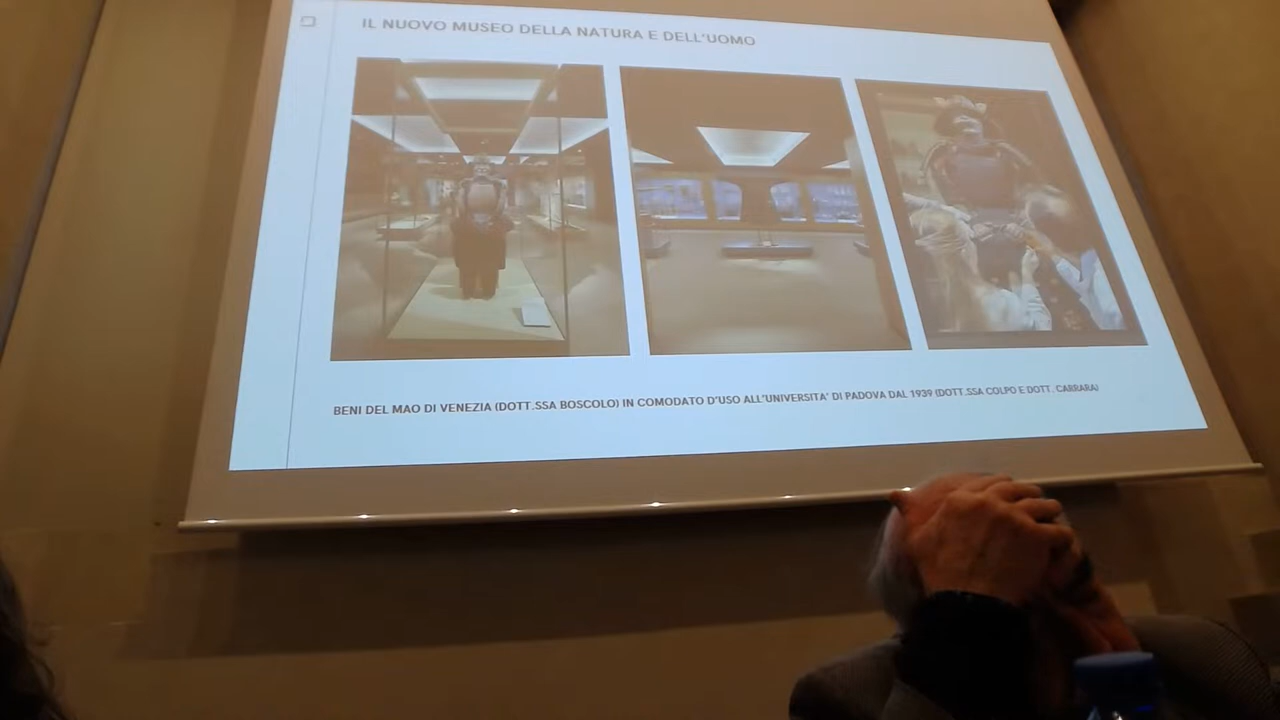 IL NUOVO MUSEO DELLA NATURA E DELL'UOMO
BENI DEL MAO DI VENEZIA (DOTT.SSA BOSCOLO) IN COMODATO D'USO ALL'UNIVERSITA' DI PADOVA DAL 1939 (DOTT.SSA COLPO E DOTT. CARRARA)